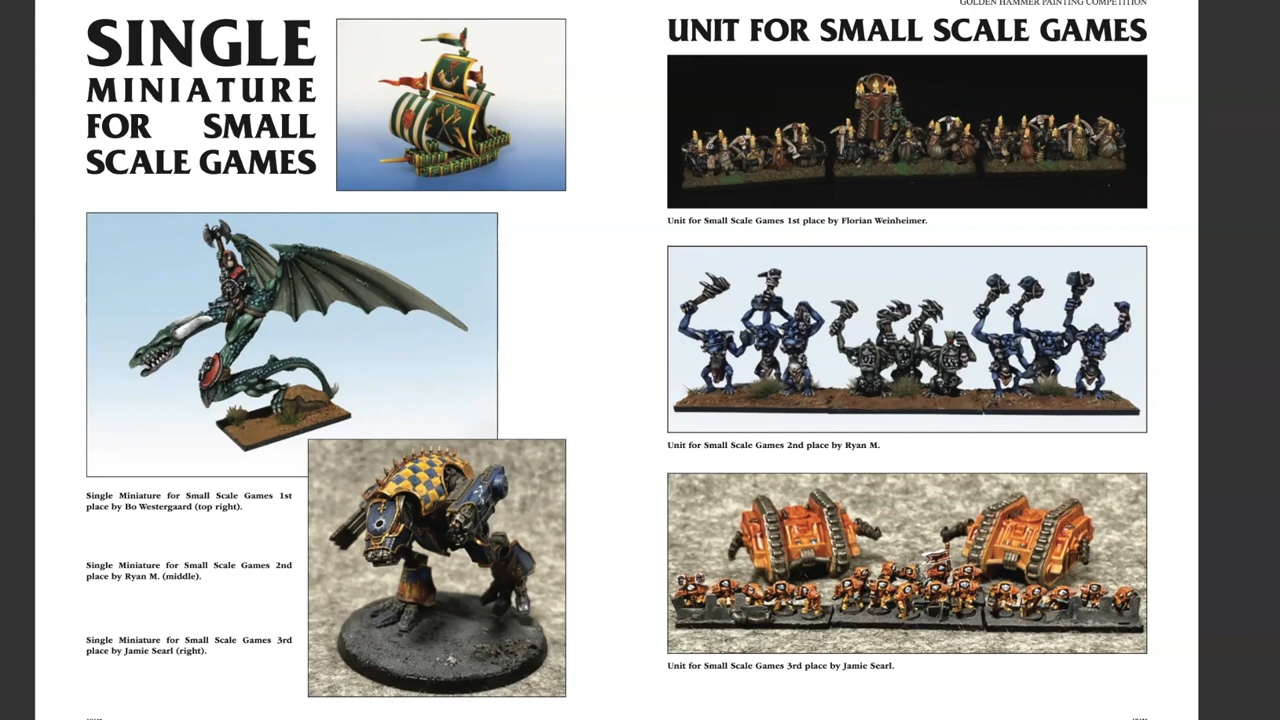 SINGLE
MINIATURE
FOR SMALL
SCALE GAMES
Single Miniature for Small Scale Games 1st
place by Bo Westergaard (top right).
Single Miniature for Small Scale Games 2nd
place by Ryan M. (middle).
Single Miniature for Small Scale Games 3rd
place by Jamie Searl (right).
GOLDEN HAMMER PAINTING COMPETITION
UNIT FOR SMALL SCALE GAMES
Unit for Small Scale Games 1st place by Florian Weinheimer.
Unit for Small Scale Games 2nd place by Ryan M.
Unit for Small Scale Games 3rd place by Jamie Searl.